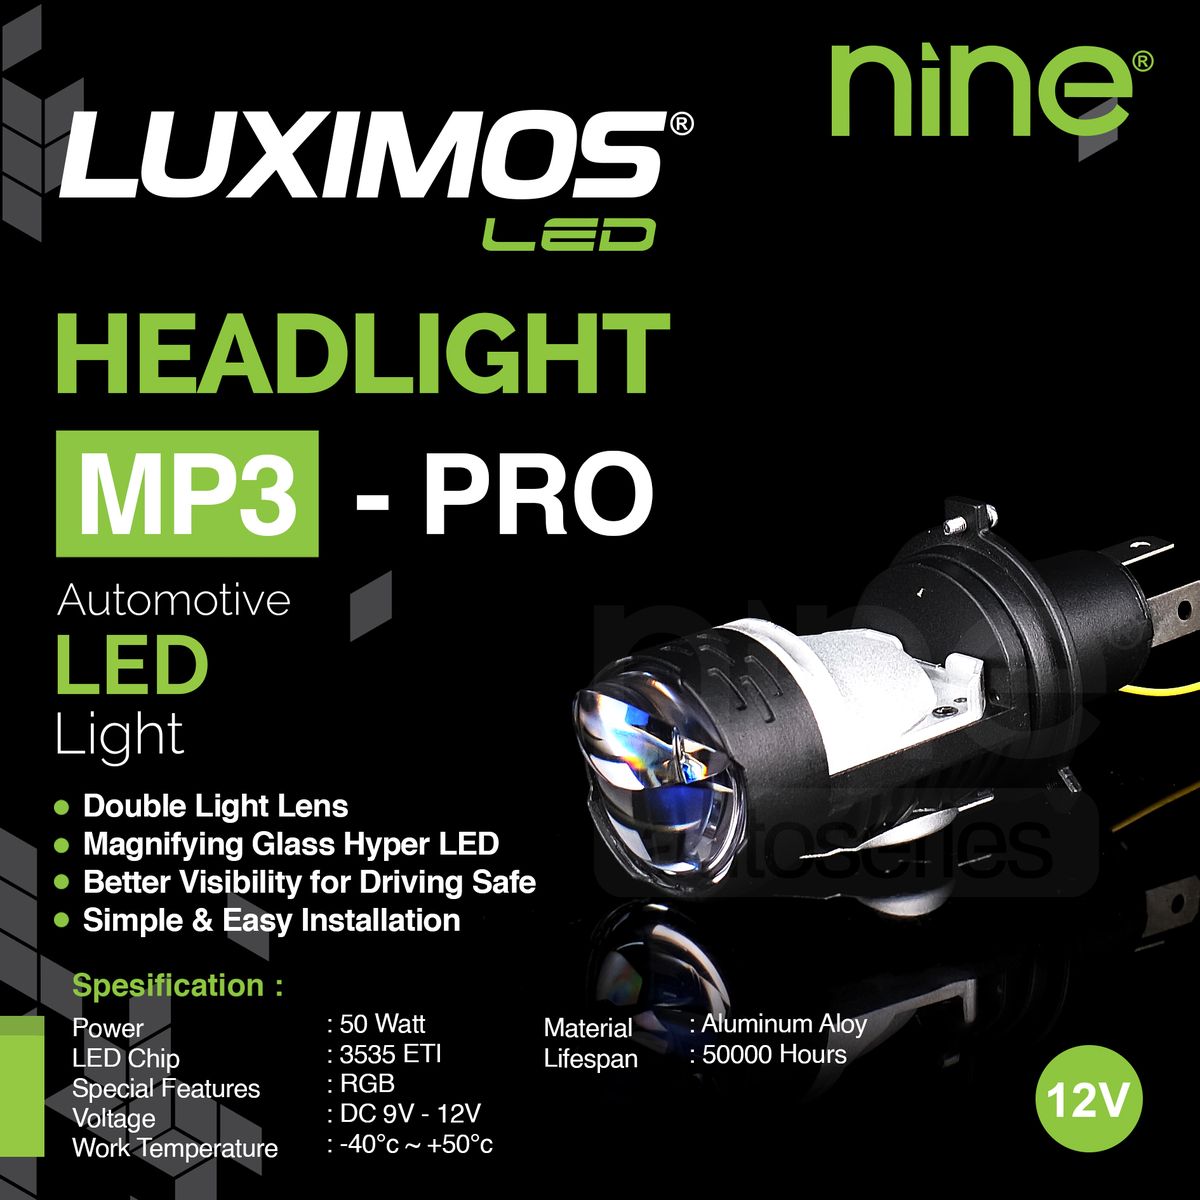 nine®
LUXIMOS®
LED
HEADLIGHT
MP3 - PRO
Automotive
LED
Light
Double Light Lens
Magnifying Glass Hyper LED
Better Visibility for Driving Safe
Simple & Easy Installation
Spesification :
Power : 50 Watt
LED Chip : 3535 ETI
Special Features : RGB
Voltage : DC 9V - 12V
Work Temperature : -40°c ~ +50°c
Material : Aluminum Aloy
Lifespan : 50000 Hours
12V
nine®
autoseries